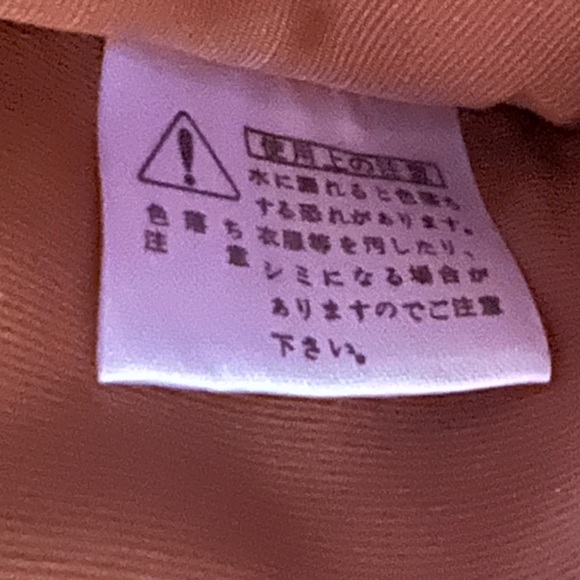 使用上の注意
水に濡れると色落ち
する恐れがあります。
衣服等を汚したり、
シミになる場合が
ありますのでご注意
下さい。
色落ち
注意